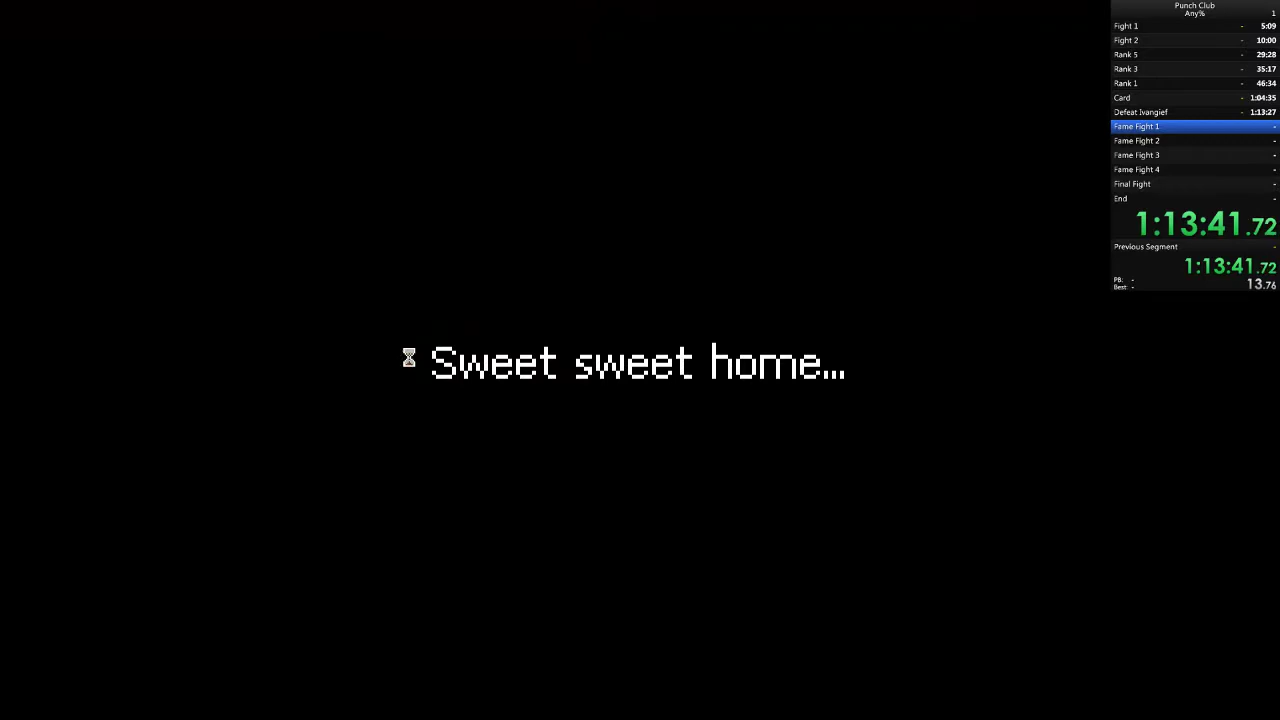 Punch Club
Any% 1
Fight 1 - 5:09
Fight 2 - 10:00
Rank 5 - 29:28
Rank 3 - 35:17
Rank 1 - 46:34
Card - 1:04:35
Defeat Ivangief - 1:13:27
Fame Fight 1 -
Fame Fight 2 -
Fame Fight 3 -
Fame Fight 4 -
Final Fight -
End -
1:13:41.72
Previous Segment -
1:13:41.72
PB: -
Best: - 13.76
Sweet sweet home...